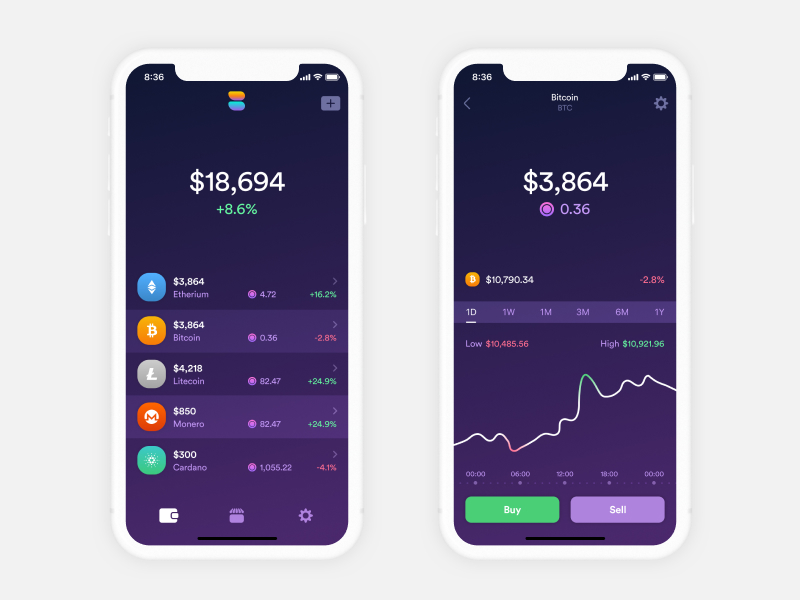 8:36
$18,694
+8.6%
$3,864
Etherium 4.72 +16.2%
$3,864
Bitcoin 0.36 -2.8%
$4,218
Litecoin 82.47 +24.9%
$850
Monero 82.47 +24.9%
$300
Cardano 1,055.22 -4.1%
8:36
Bitcoin
BTC
$3,864
0.36
$10,790.34 -2.8%
1D 1W 1M 3M 6M 1Y
Low $10,485.56 High $10,921.96
00:00 06:00 12:00 18:00 00:00
Buy Sell